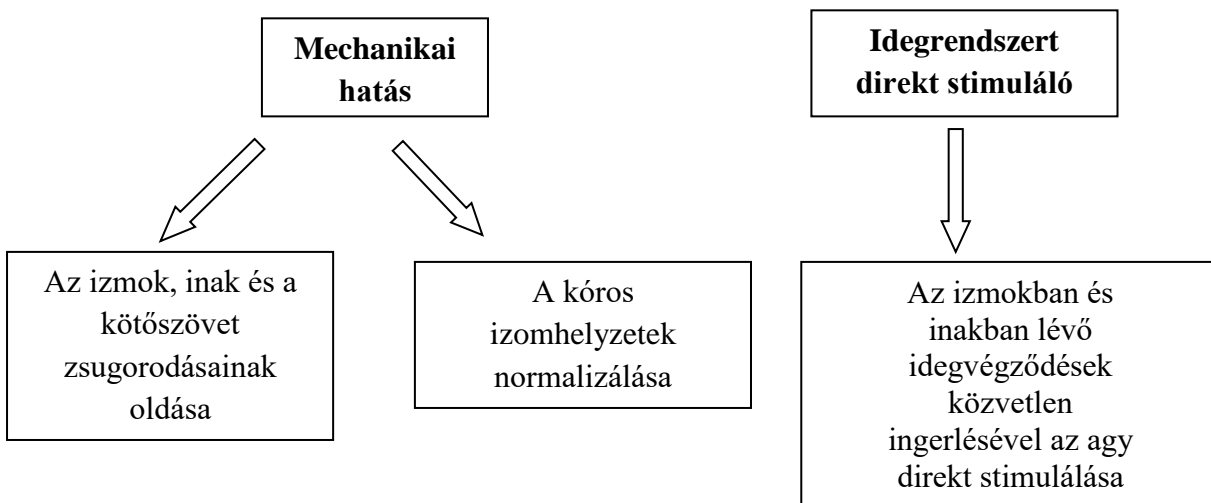 Mechanikai
hatás
Idegrendszert
direkt stimuláló
Az izmok, inak és a
kötőszövet
zsugorodásainak
oldása
A kóros
izomhelyzetek
normalizálása
Az izmokban és
inakban lévő
idegvégződések
közvetlen
ingerlésével az agy
direkt stimulálása